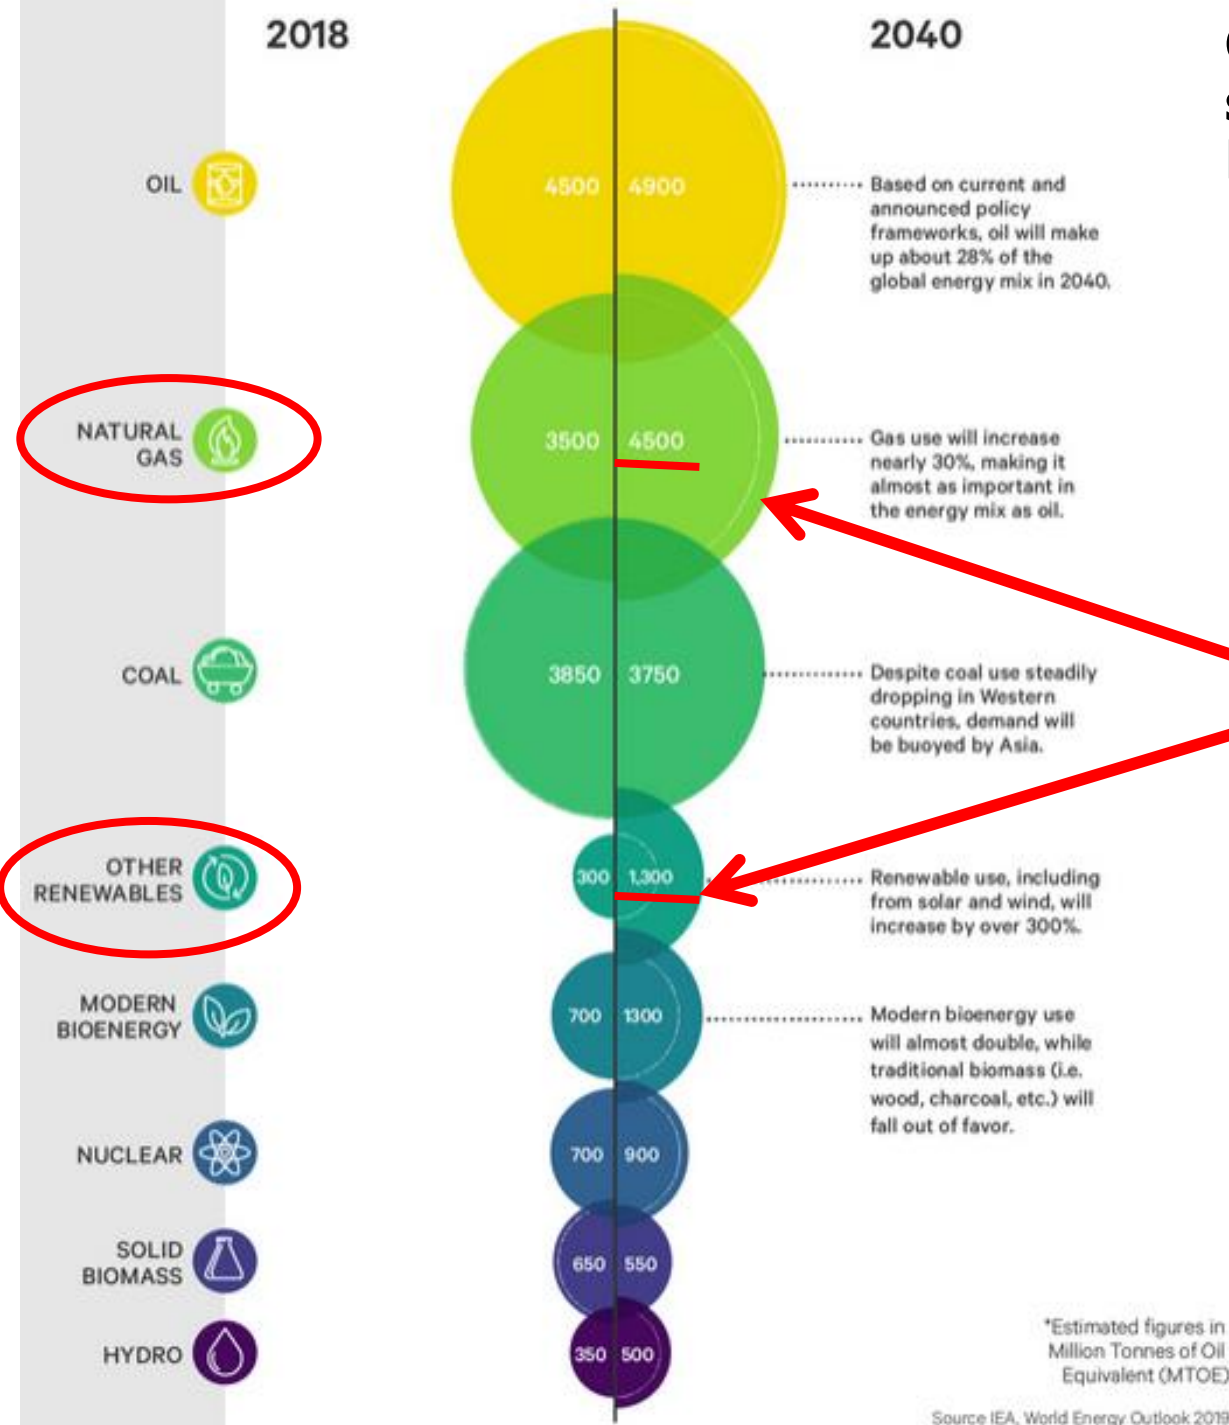 2018
2040
OIL
4500
4900
Based on current and
announced policy
frameworks, oil will make
up about 28% of the
global energy mix in 2040.
NATURAL
GAS
3500
4500
Gas use will increase
nearly 30%, making it
almost as important in
the energy mix as oil.
COAL
3850
3750
Despite coal use steadily
dropping in Western
countries, demand will
be buoyed by Asia.
OTHER
RENEWABLES
300
1,300
Renewable use, including
from solar and wind, will
increase by over 300%.
MODERN
BIOENERGY
700
1300
Modern bioenergy use
will almost double, while
traditional biomass (i.e.
wood, charcoal, etc.) will
fall out of favor.
NUCLEAR
700
900
SOLID
BIOMASS
650
550
HYDRO
350
500
*Estimated figures in
Million Tonnes of Oil
Equivalent (MTOE)
Source IEA, World Energy Outlook 2019